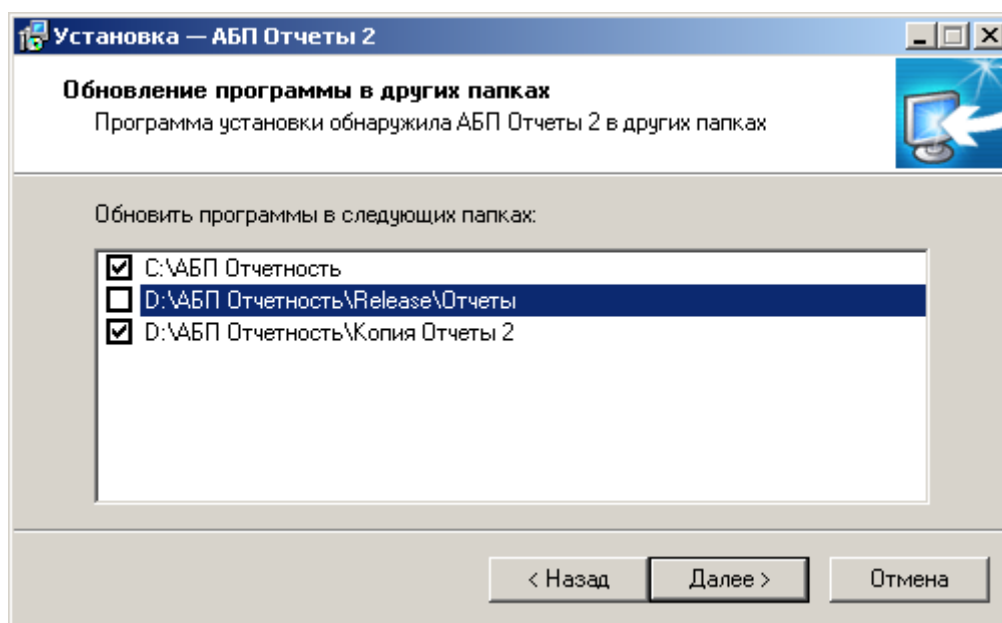 Установка — АБП Отчеты 2
Обновление программы в других папках
Программа установки обнаружила АБП Отчеты 2 в других папках
Обновить программы в следующих папках:
C:\АБП Отчетность
D:\АБП Отчетность\Release\Отчеты
D:\АБП Отчетность\Копия Отчеты 2
< Назад
Далее >
Отмена